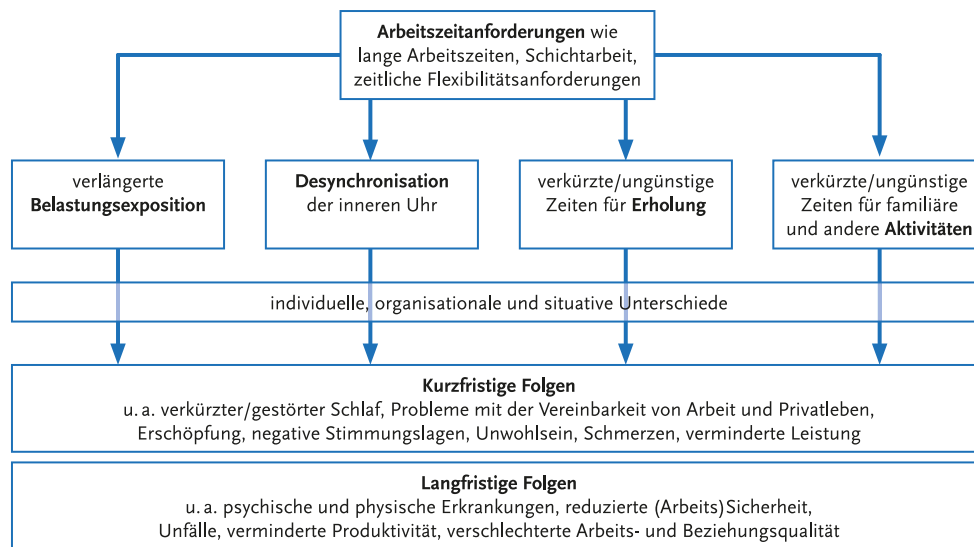 Arbeitszeitanforderungen wie
lange Arbeitszeiten, Schichtarbeit,
zeitliche Flexibilitätsanforderungen
verlängerte
Belastungsexposition
Desynchronisation
der inneren Uhr
verkürzte/ungünstige
Zeiten für Erholung
verkürzte/ungünstige
Zeiten für familiäre
und andere Aktivitäten
individuelle, organisationale und situative Unterschiede
Kurzfristige Folgen
u. a. verkürzter/gestörter Schlaf, Probleme mit der Vereinbarkeit von Arbeit und Privatleben,
Erschöpfung, negative Stimmungslagen, Unwohlsein, Schmerzen, verminderte Leistung
Langfristige Folgen
u. a. psychische und physische Erkrankungen, reduzierte (Arbeits)Sicherheit,
Unfälle, verminderte Produktivität, verschlechterte Arbeits- und Beziehungsqualität